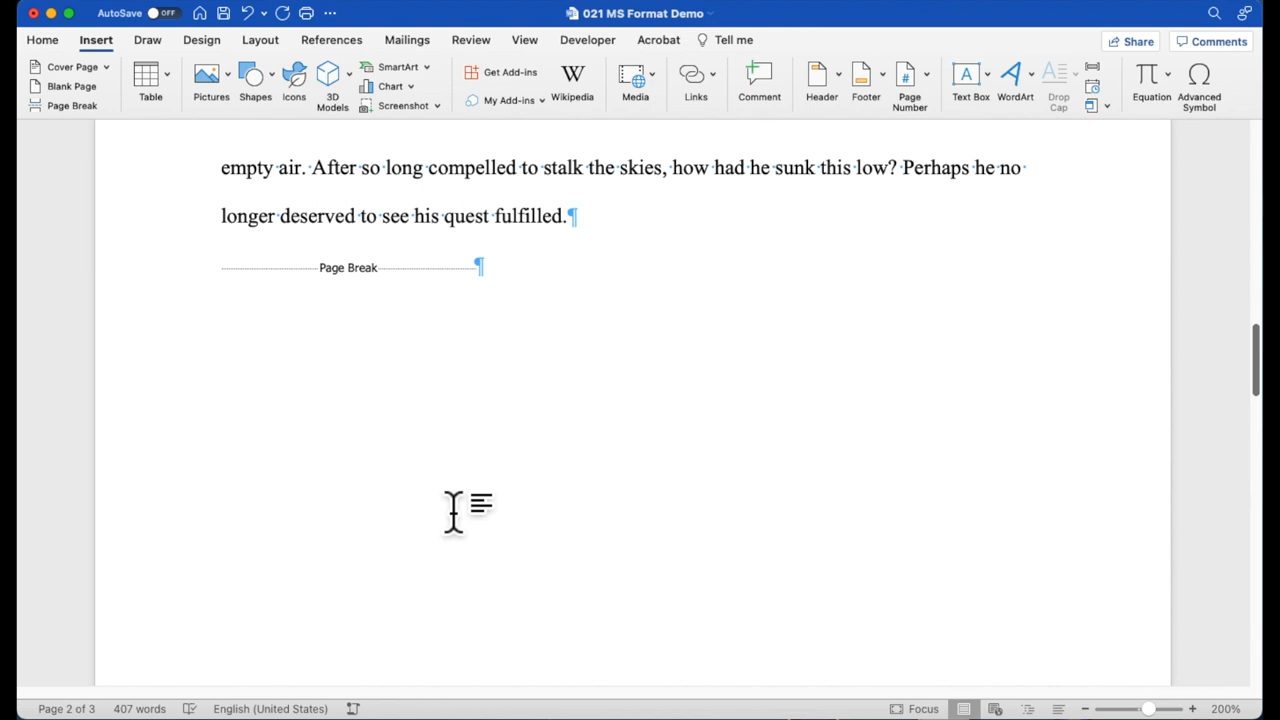 AutoSave OFF 021 MS Format Demo
Home Insert Draw Design Layout References Mailings Review View Developer Acrobat Tell me Share Comments
Cover Page
Blank Page
Page Break
Table
Pictures
Shapes
Icons
3D
Models
SmartArt
Chart
Screenshot
Get Add-ins
My Add-ins
W
Wikipedia
Media
Links
Comment
Header
Footer
Page
Number
Text Box
WordArt
Drop
Cap
Equation
Advanced
Symbol
empty air. After so long compelled to stalk the skies, how had he sunk this low? Perhaps he no
longer deserved to see his quest fulfilled.¶
Page Break ¶
Page 2 of 3 407 words English (United States) Focus 200%